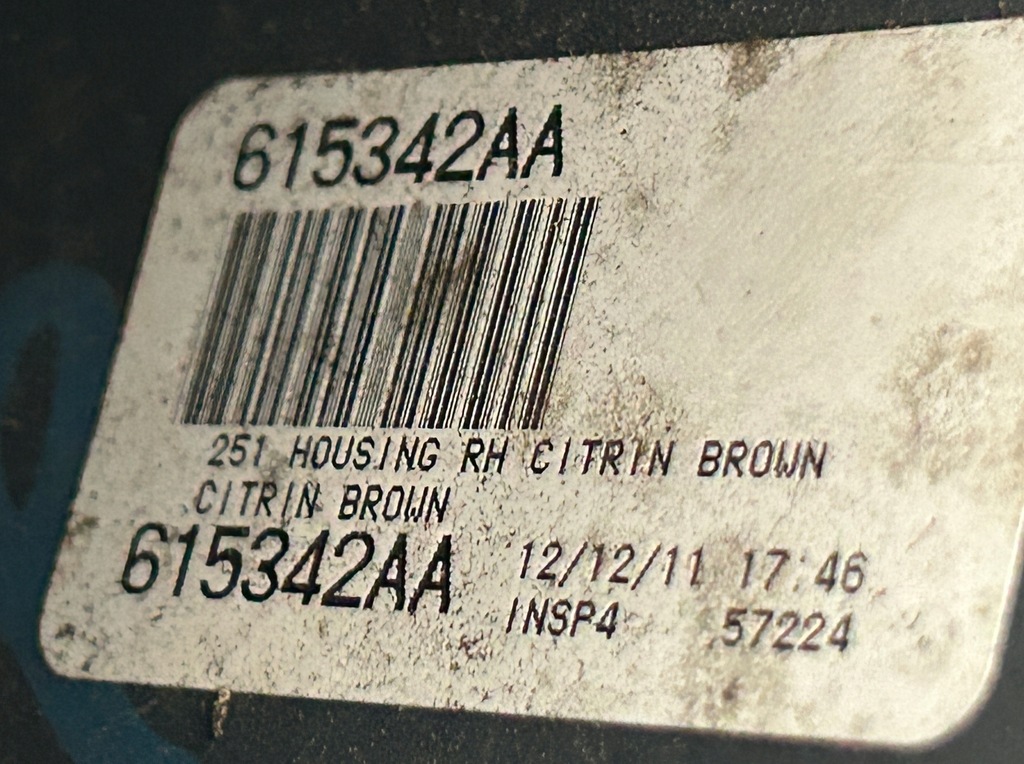 615342AA
251 HOUSING RH CITRIN BROWN
CITRIN BROWN
615342AA
12/12/11 17:46
INSP4 57224